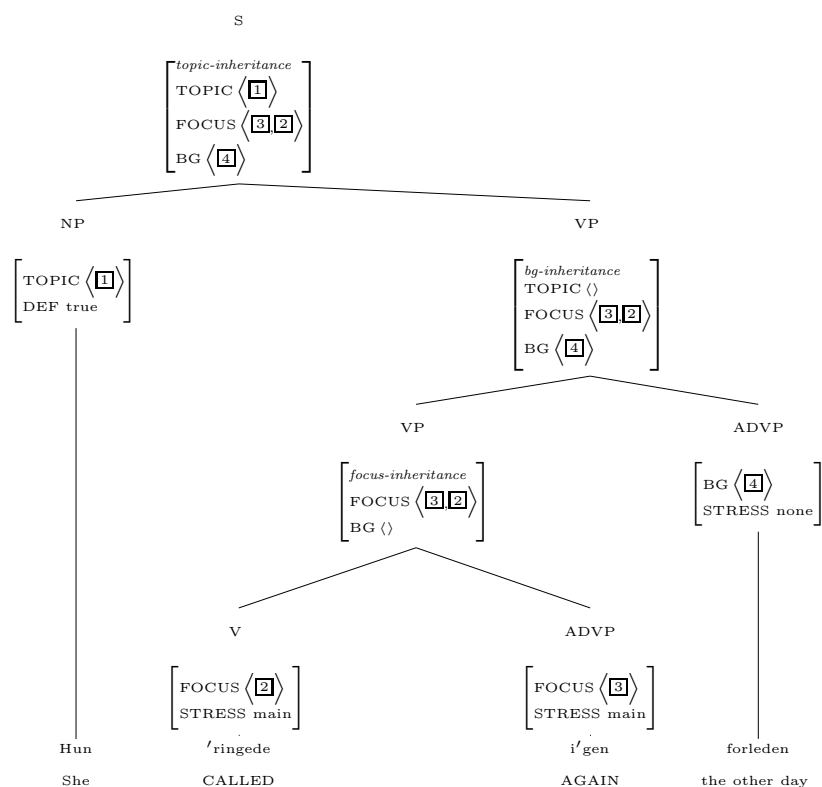 S
topic-inheritance
TOPIC ⟨1⟩
FOCUS ⟨3,2⟩
BG ⟨4⟩
NP
VP
TOPIC ⟨1⟩
DEF true
bg-inheritance
TOPIC ⟨⟩
FOCUS ⟨3,2⟩
BG ⟨4⟩
VP
ADVP
focus-inheritance
FOCUS ⟨3,2⟩
BG ⟨⟩
BG ⟨4⟩
STRESS none
V
ADVP
FOCUS ⟨2⟩
STRESS main
FOCUS ⟨3⟩
STRESS main
Hun 'ringede i'gen forleden
She CALLED AGAIN the other day